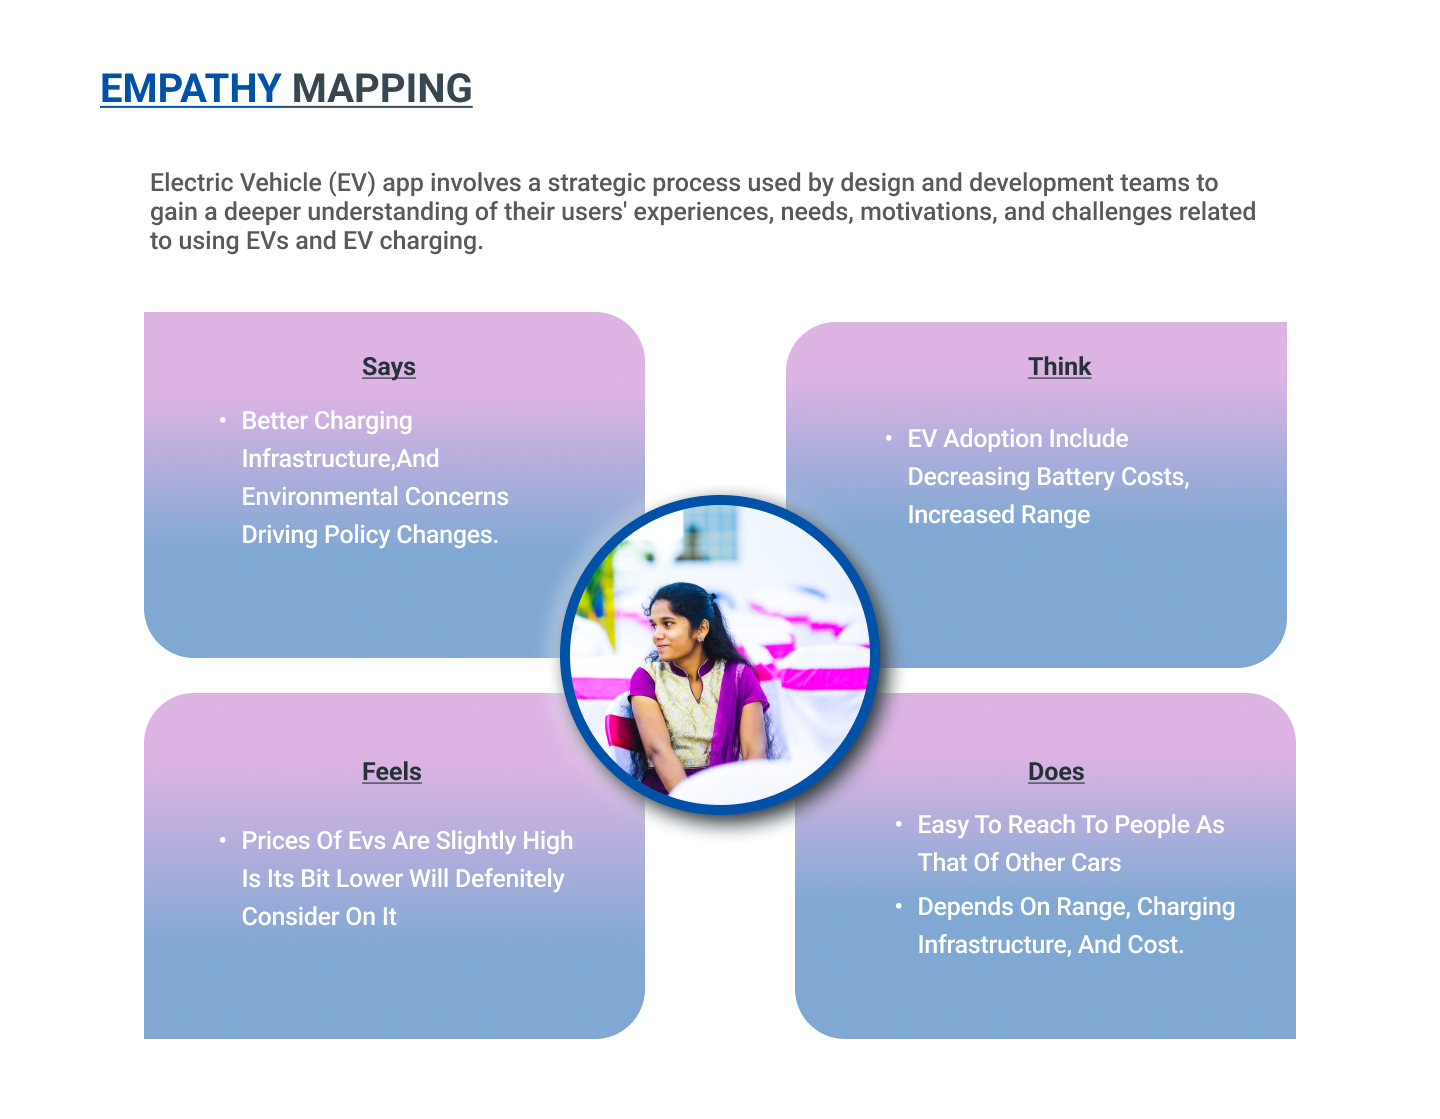 EMPATHY MAPPING
Electric Vehicle (EV) app involves a strategic process used by design and development teams to
gain a deeper understanding of their users' experiences, needs, motivations, and challenges related
to using EVs and EV charging.
Says
• Better Charging
Infrastructure,And
Environmental Concerns
Driving Policy Changes.
Think
• EV Adoption Include
Decreasing Battery Costs,
Increased Range
Feels
• Prices Of Evs Are Slightly High
Is Its Bit Lower Will Defenitely
Consider On It
Does
• Easy To Reach To People As
That Of Other Cars
• Depends On Range, Charging
Infrastructure, And Cost.